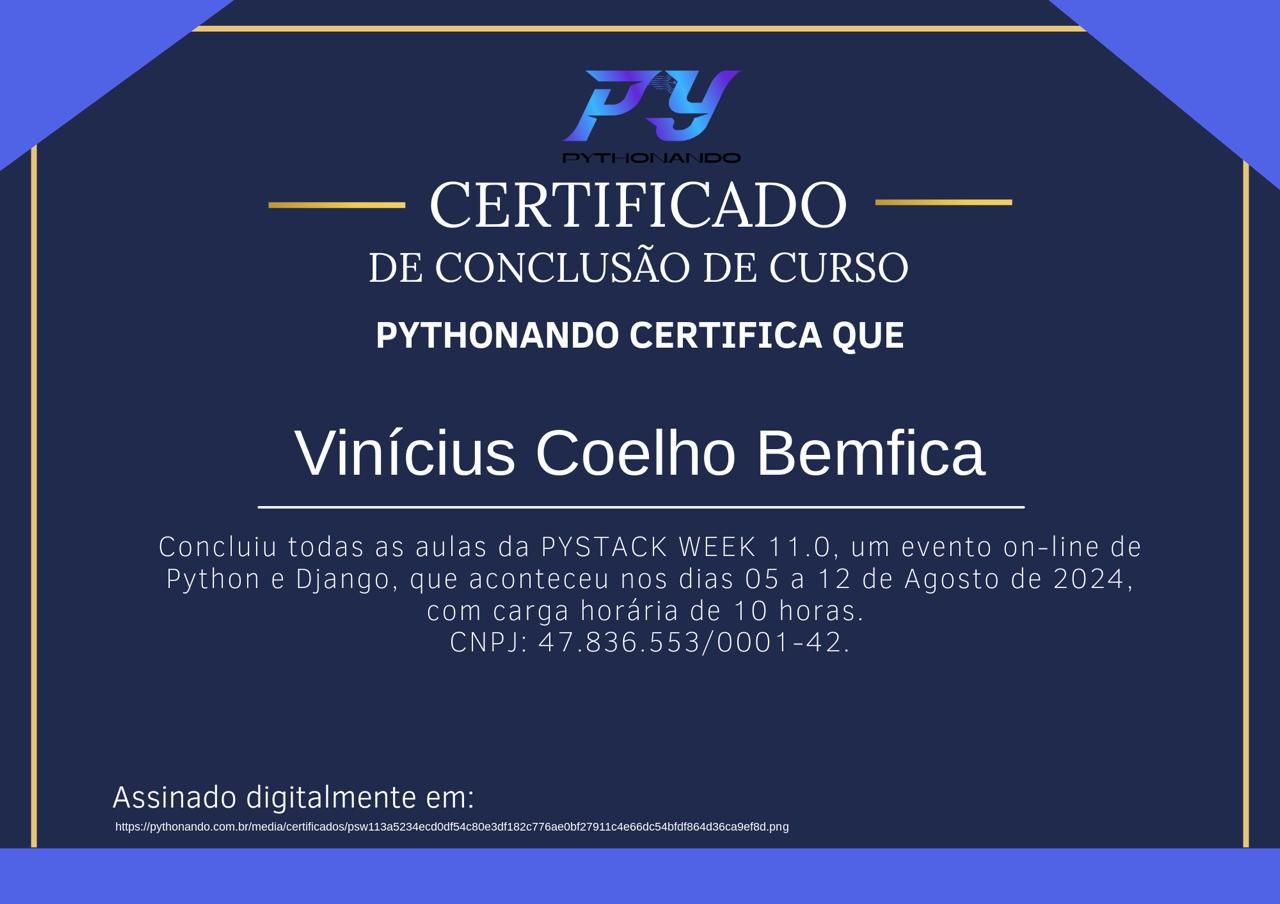 PY
PYTHONANDO
CERTIFICADO
DE CONCLUSÃO DE CURSO
PYTHONANDO CERTIFICA QUE
Vinícius Coelho Bemfica
Concluiu todas as aulas da PYSTACK WEEK 11.0, um evento on-line de
Python e Django, que aconteceu nos dias 05 a 12 de Agosto de 2024,
com carga horária de 10 horas.
CNPJ: 47.836.553/0001-42.
Assinado digitalmente em:
https://pythonando.com.br/media/certificados/psw113a5234ecd0df54c80e3df182c776ae0bf27911c4e66dc54bfdf864d36ca9ef8d.png